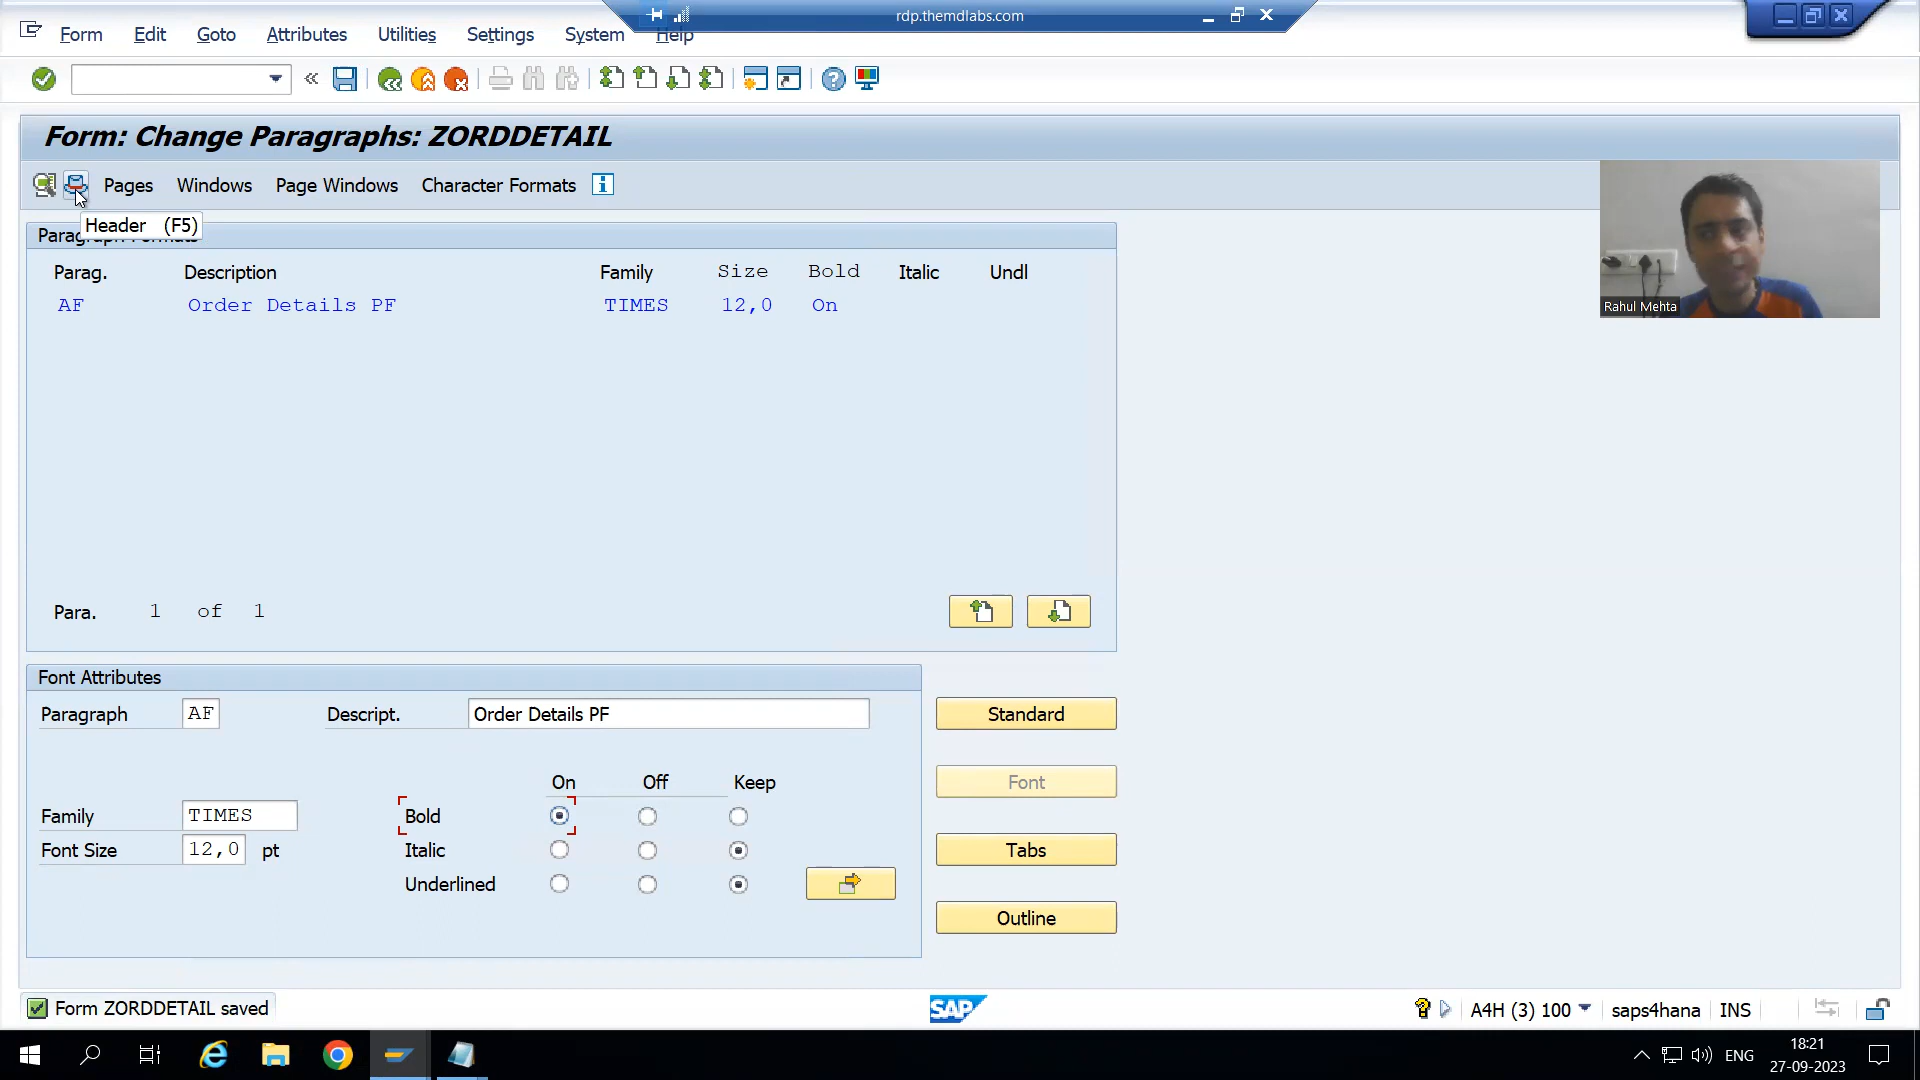 rdp.themdlabs.com
Form Edit Goto Attributes Utilities Settings System Help
Form: Change Paragraphs: ZORDDETAIL
Pages Windows Page Windows Character Formats
Header (F5)
Paragraph Formats
Parag. Description Family Size Bold Italic Undl
AF Order Details PF TIMES 12,0 On
Para. 1 of 1
Font Attributes
Paragraph AF Descript. Order Details PF
Standard
On Off Keep
Font
Family TIMES Bold
Font Size 12,0 pt Italic
Tabs
Underlined
Outline
Form ZORDDETAIL saved
SAP
A4H (3) 100 saps4hana INS
ENG
18:21
27-09-2023
Rahul Mehta